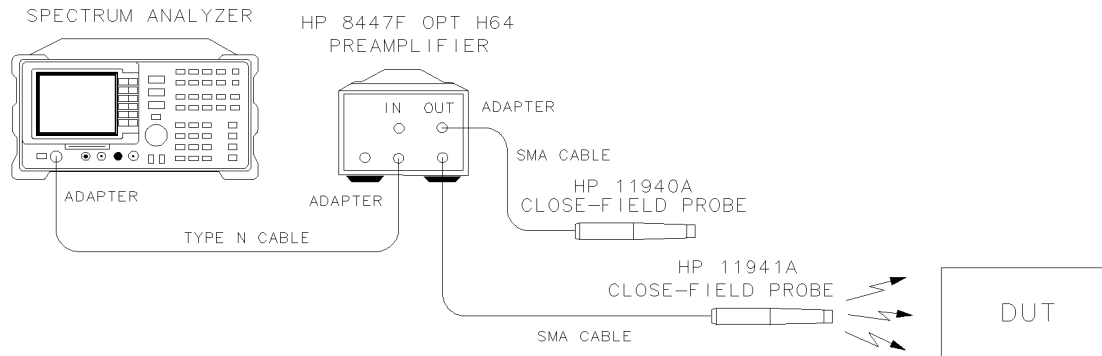 SPECTRUM ANALYZER
HP 8447F OPT H64
PREAMPLIFIER
IN OUT
ADAPTER
SMA CABLE
HP 11940A
CLOSE-FIELD PROBE
ADAPTER
ADAPTER
TYPE N CABLE
HP 11941A
CLOSE-FIELD PROBE
DUT
SMA CABLE